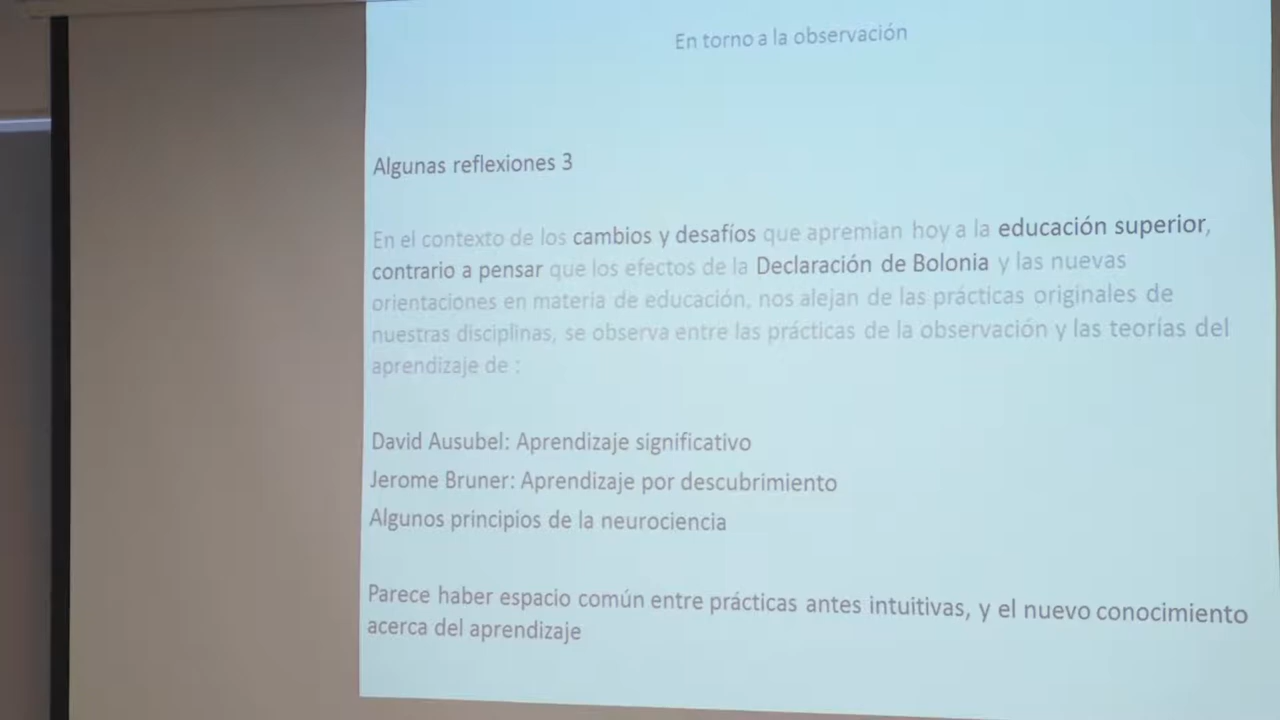 En torno a la observación
Algunas reflexiones 3
En el contexto de los cambios y desafíos que apremian hoy a la educación superior,
contrario a pensar que los efectos de la Declaración de Bolonia y las nuevas
orientaciones en materia de educación, nos alejan de las prácticas originales de
nuestras disciplinas, se observa entre las prácticas de la observación y las teorías del
aprendizaje de :
David Ausubel: Aprendizaje significativo
Jerome Bruner: Aprendizaje por descubrimiento
Algunos principios de la neurociencia
Parece haber espacio común entre prácticas antes intuitivas, y el nuevo conocimiento
acerca del aprendizaje